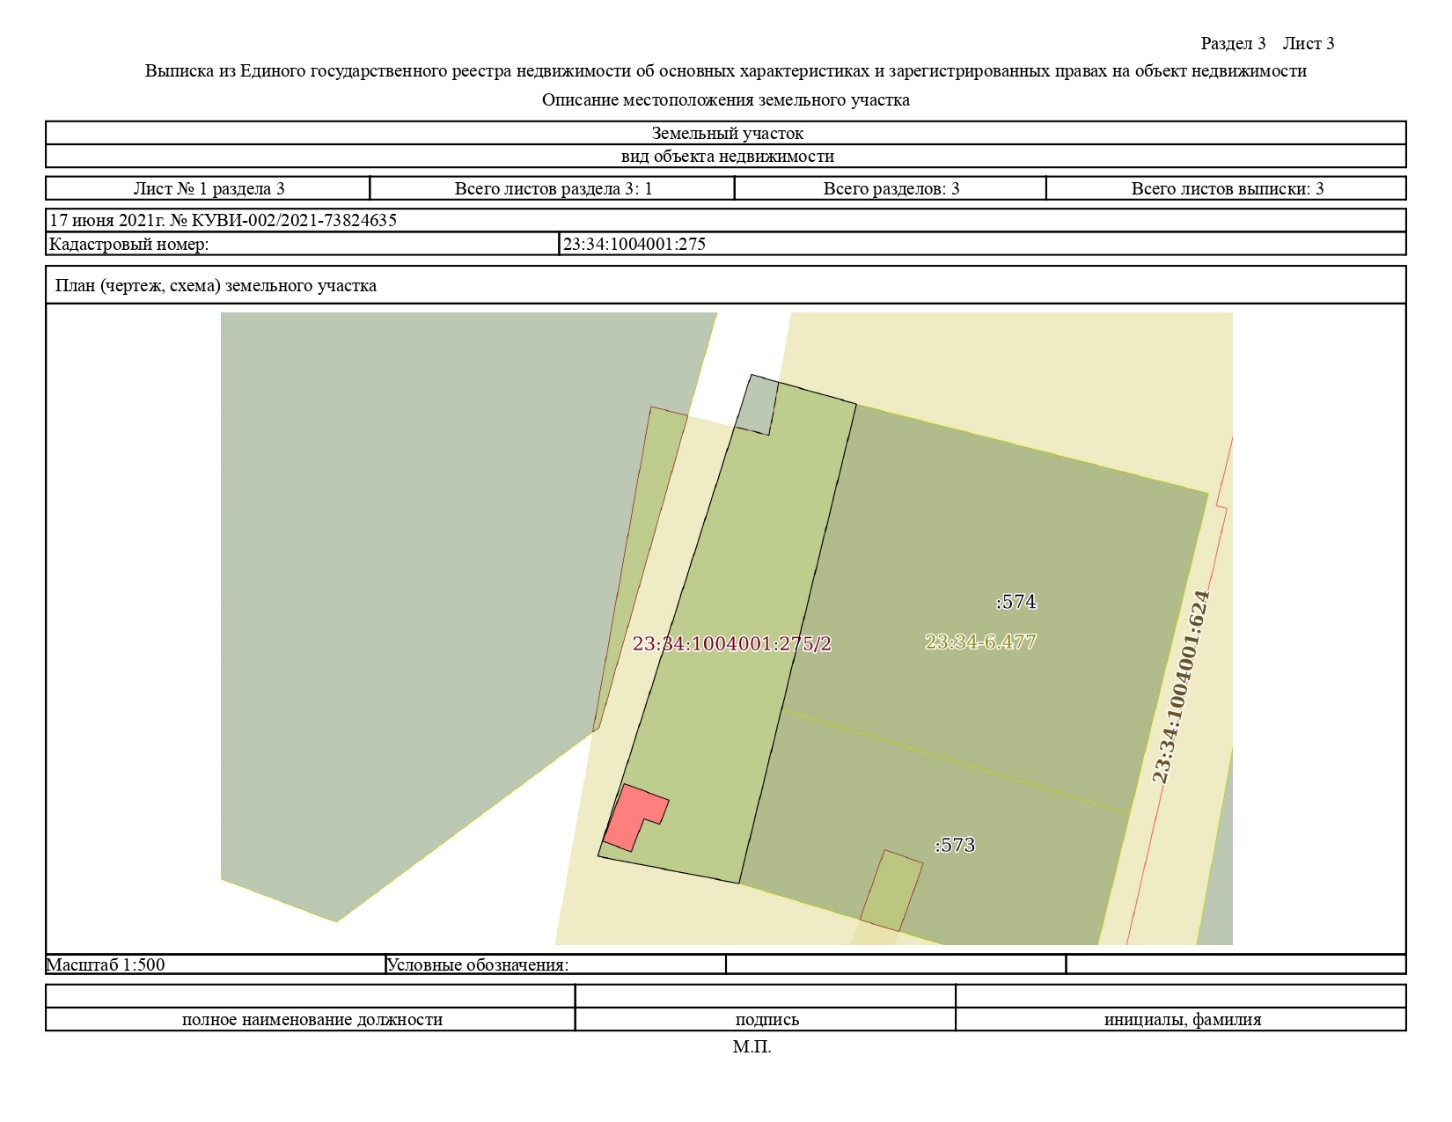 Раздел 3 Лист 3
Выписка из Единого государственного реестра недвижимости об основных характеристиках и зарегистрированных правах на объект недвижимости
Описание местоположения земельного участка
Земельный участок
вид объекта недвижимости
Лист № 1 раздела 3 Всего листов раздела 3: 1 Всего разделов: 3 Всего листов выписки: 3
17 июня 2021г. № КУВИ-002/2021-73824635
Кадастровый номер: 23:34:1004001:275
План (чертеж, схема) земельного участка
:574
23:34-6.477
23:34:1004001:275/2
23:34:1004001:624
:573
Масштаб 1:500 Условные обозначения:
полное наименование должности подпись инициалы, фамилия
М.П.